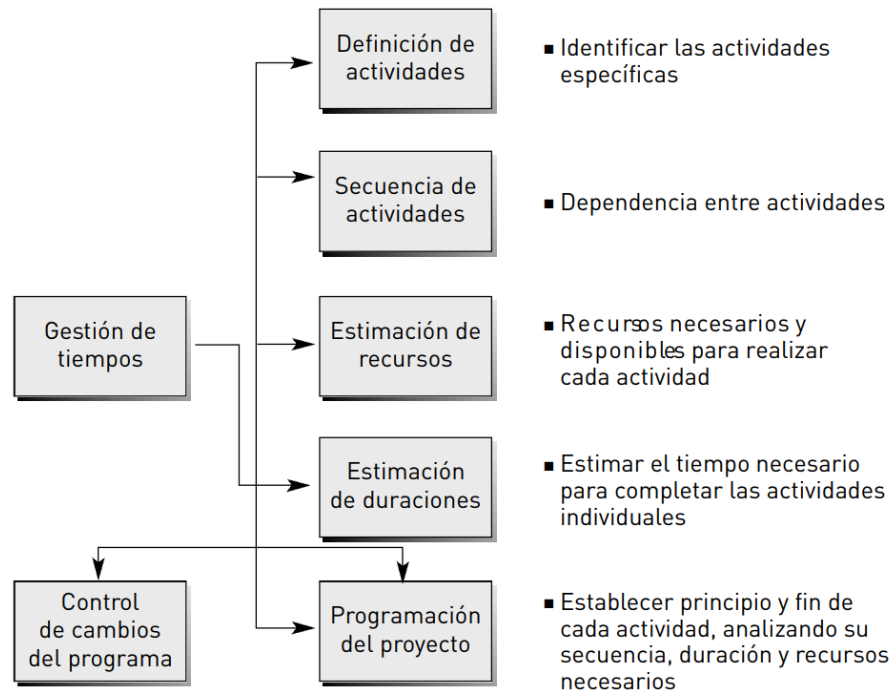 Definición de
actividades
■ Identificar las actividades
específicas
Secuencia de
actividades
■ Dependencia entre actividades
Gestión de
tiempos
Estimación de
recursos
■ Recursos necesarios y
disponibles para realizar
cada actividad
Estimación
de duraciones
■ Estimar el tiempo necesario
para completar las actividades
individuales
Control
de cambios
del programa
Programación
del proyecto
■ Establecer principio y fin de
cada actividad, analizando su
secuencia, duración y recursos
necesarios